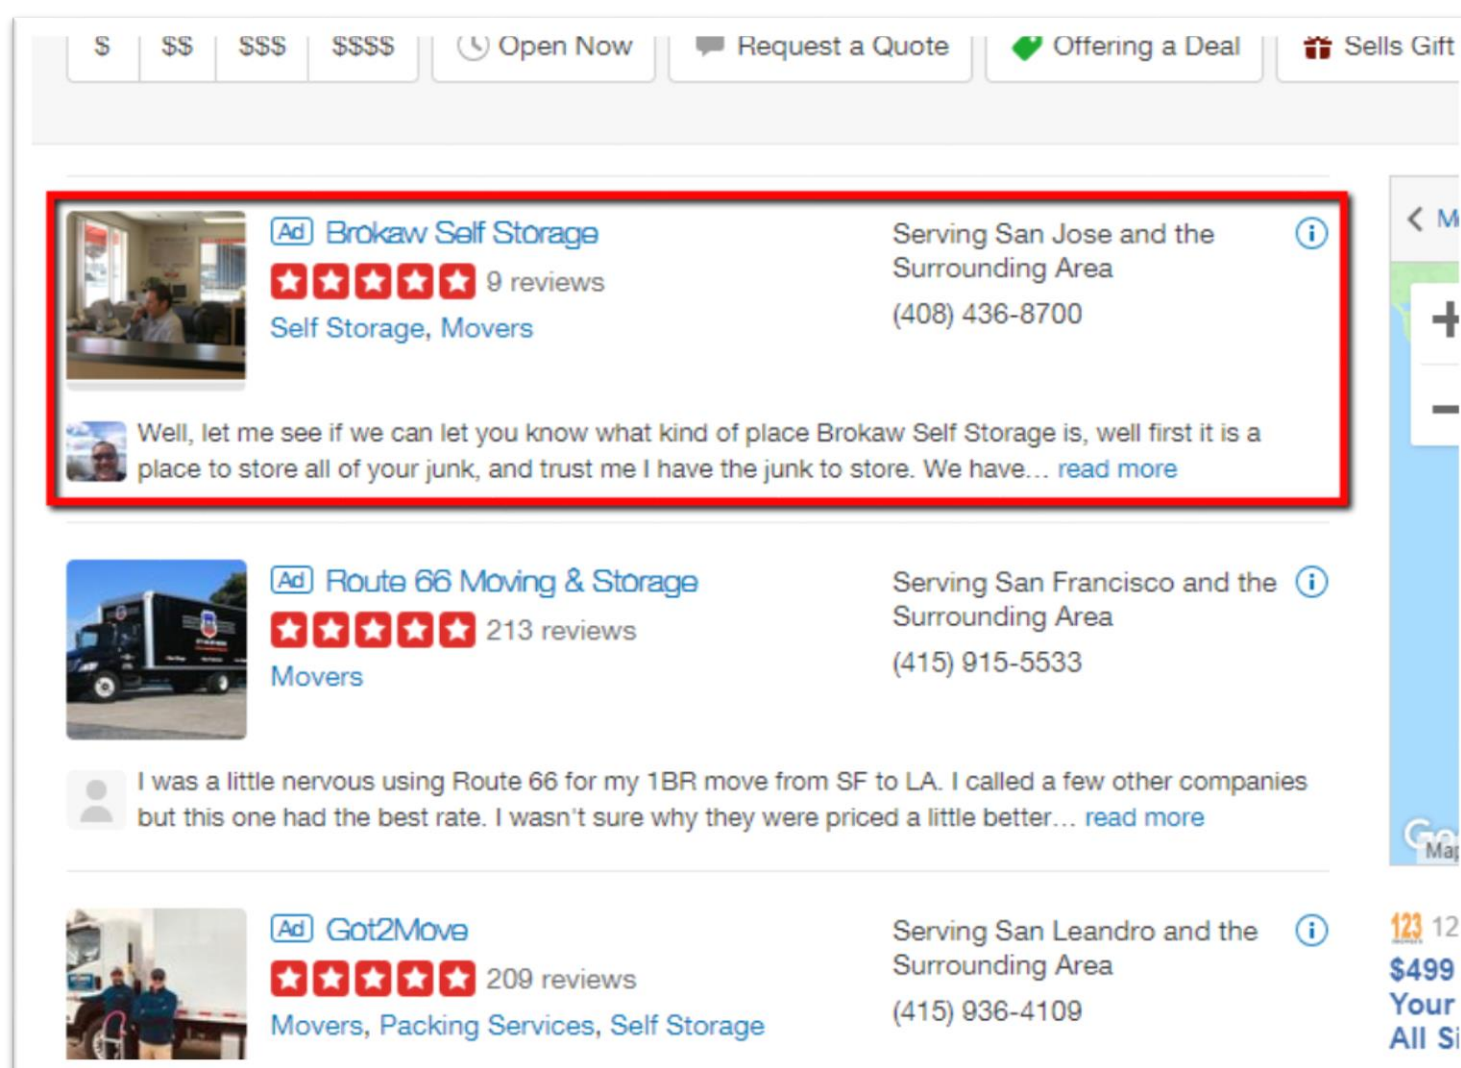 $ $$ $$$ $$$$ Open Now Request a Quote Offering a Deal Sells Gift
Ad Brokaw Self Storage
9 reviews
Self Storage, Movers
Serving San Jose and the
Surrounding Area
(408) 436-8700
Well, let me see if we can let you know what kind of place Brokaw Self Storage is, well first it is a
place to store all of your junk, and trust me I have the junk to store. We have... read more
Ad Route 66 Moving & Storage
213 reviews
Movers
Serving San Francisco and the
Surrounding Area
(415) 915-5533
I was a little nervous using Route 66 for my 1BR move from SF to LA. I called a few other companies
but this one had the best rate. I wasn't sure why they were priced a little better... read more
Ad Got2Move
209 reviews
Movers, Packing Services, Self Storage
Serving San Leandro and the
Surrounding Area
(415) 936-4109
Map
123 12
$499
Your
All Si